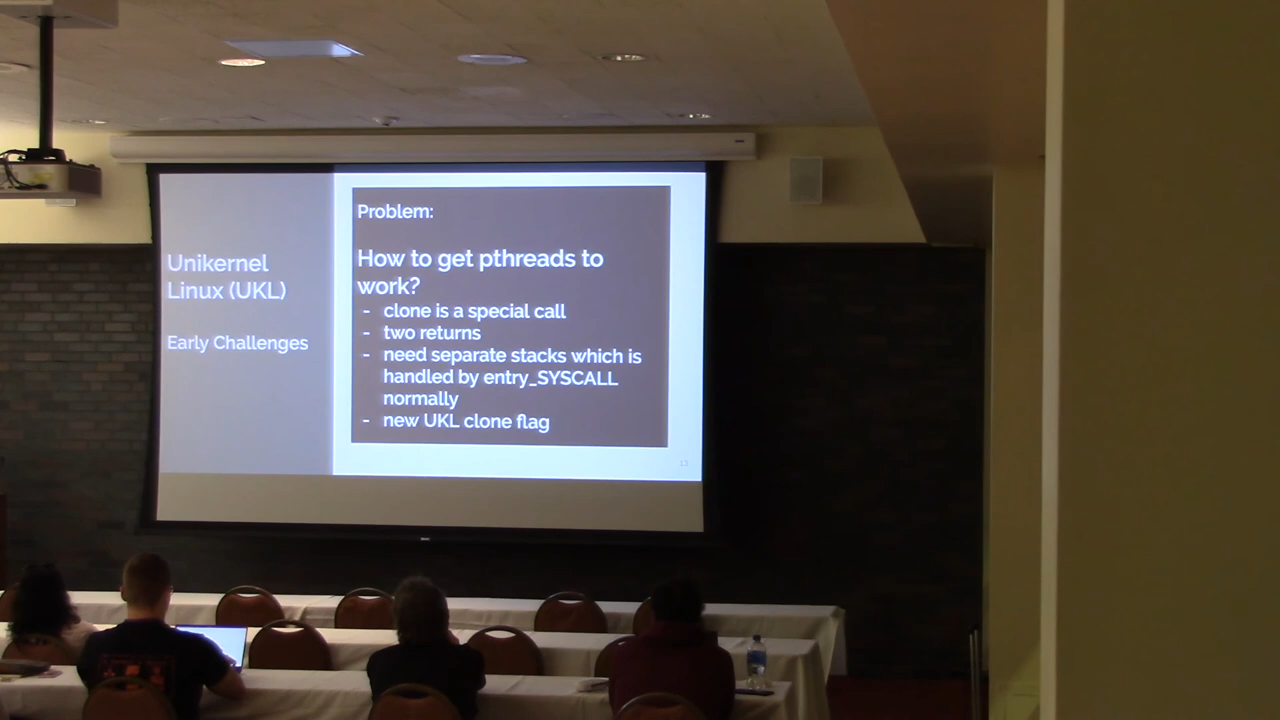 Unikernel
Linux (UKL)
Early Challenges
Problem:
How to get pthreads to
work?
- clone is a special call
- two returns
- need separate stacks which is
handled by entry_SYSCALL
normally
- new UKL clone flag
13